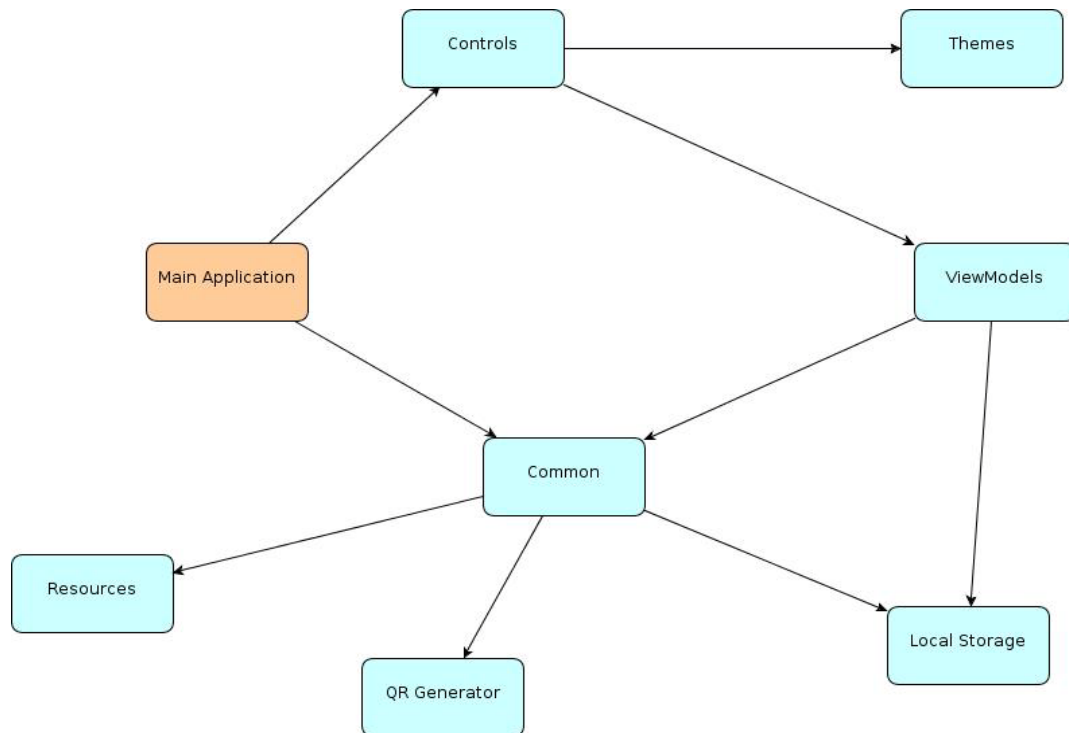 Controls
Themes
Main Application
ViewModels
Common
Resources
Local Storage
QR Generator